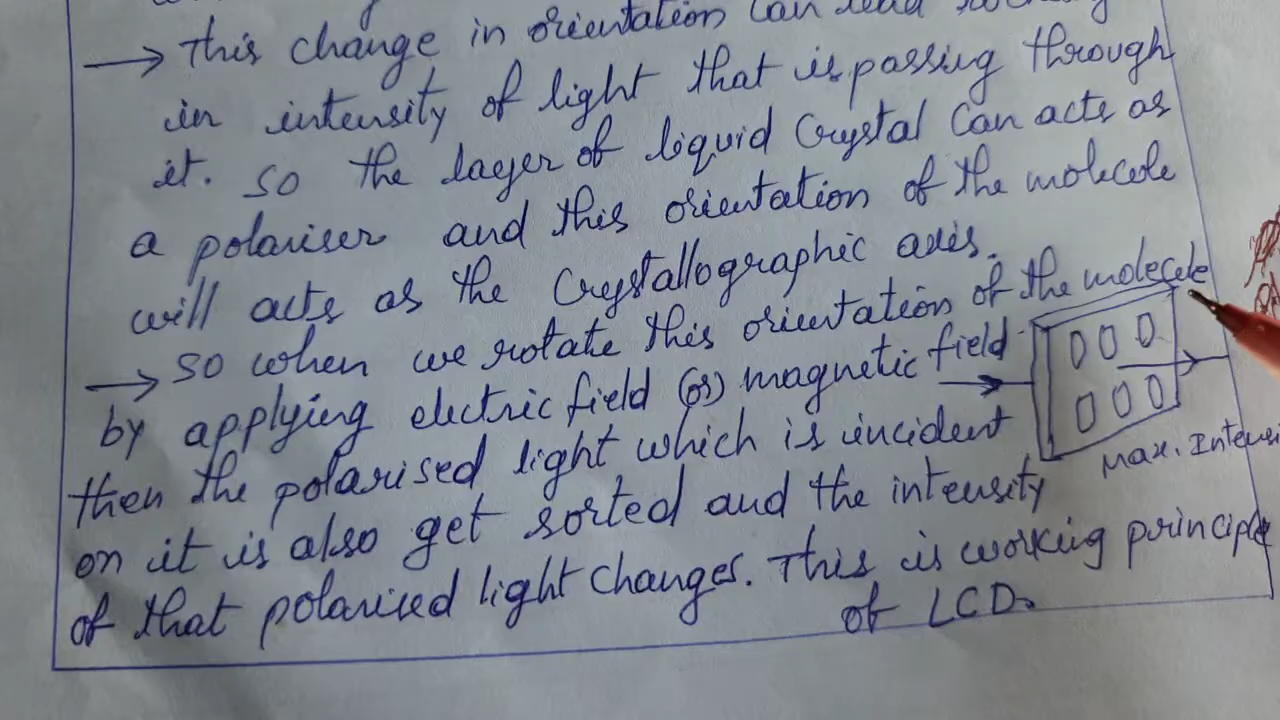 → This change in orientation can lead
in intensity of light that is passing through
it. so the layer of liquid crystal can acts as
a polariser and this orientation of the molecule
will acts as the crystallographic axis.
→ so when we rotate this orientation of the molecule
by applying electric field (or) magnetic field
then the polarised light which is incident
on it is also get sorted and the intensity
of that polarised light changes. This is working principle
of LCD.
Max. Intensi